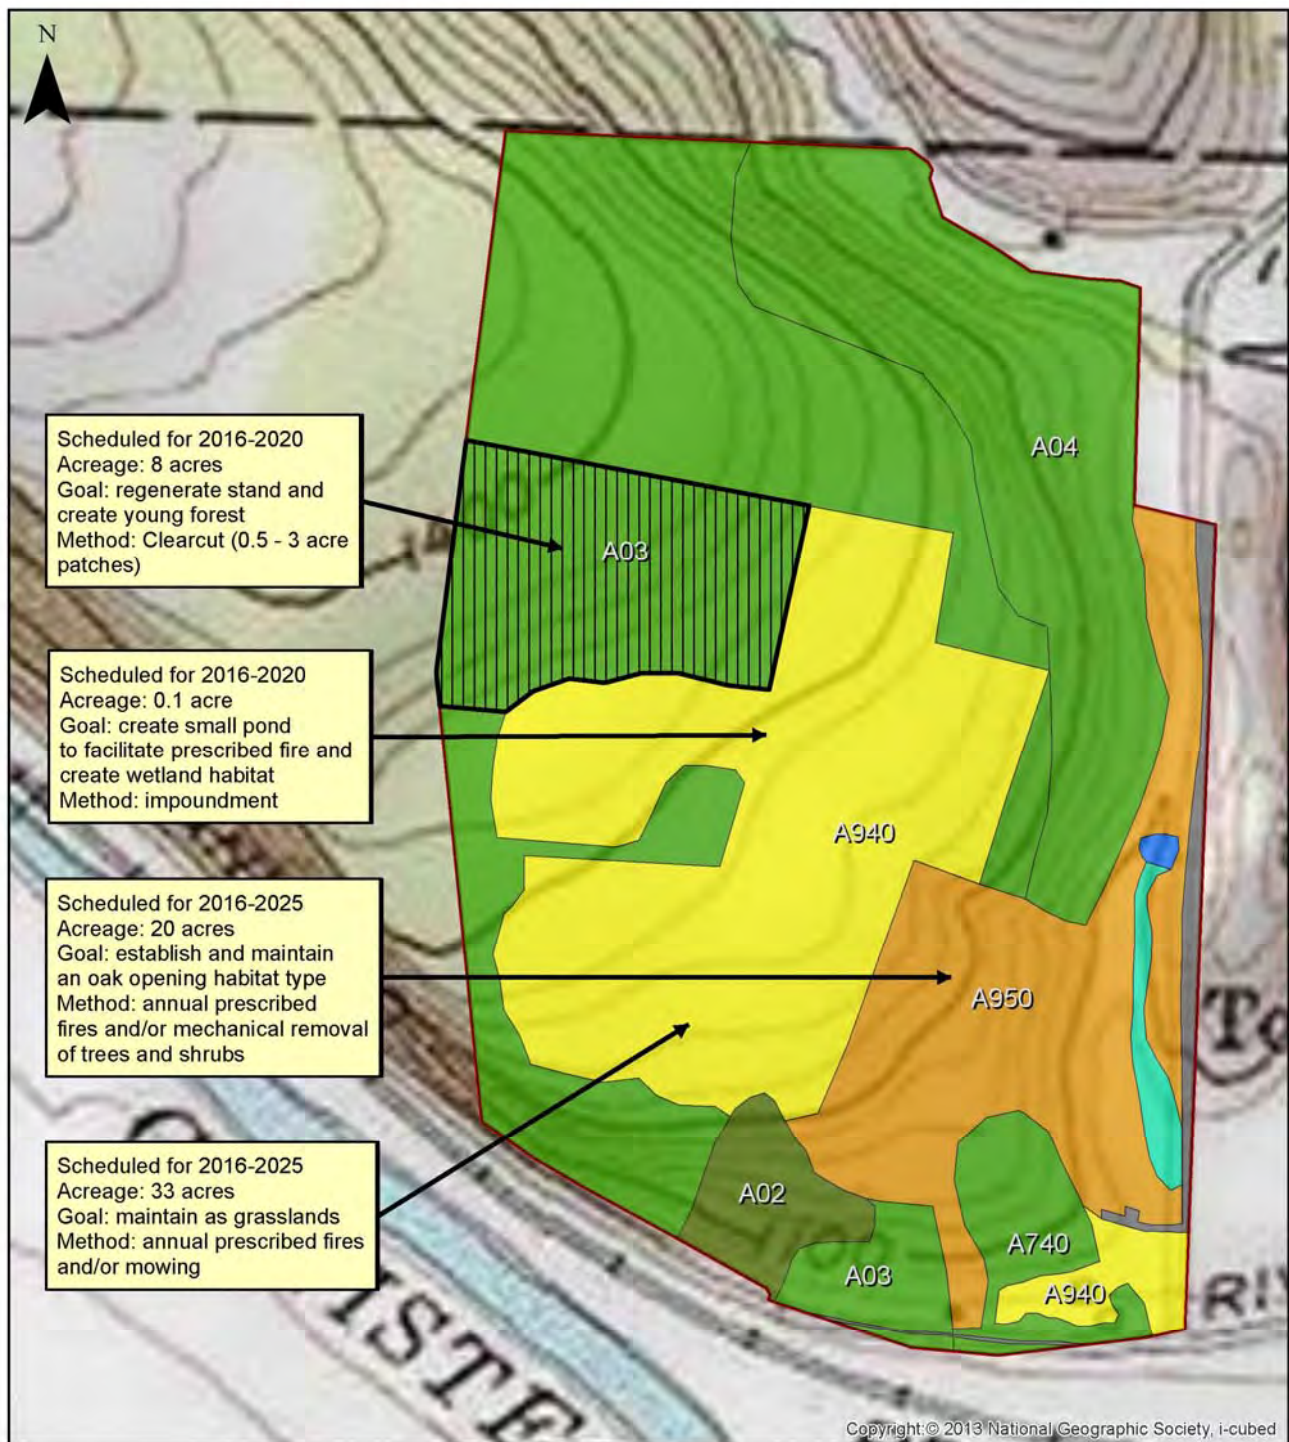 N
Scheduled for 2016-2020
Acreage: 8 acres
Goal: regenerate stand and
create young forest
Method: Clearcut (0.5 - 3 acre
patches)
Scheduled for 2016-2020
Acreage: 0.1 acre
Goal: create small pond
to facilitate prescribed fire and
create wetland habitat
Method: impoundment
Scheduled for 2016-2025
Acreage: 20 acres
Goal: establish and maintain
an oak opening habitat type
Method: annual prescribed
fires and/or mechanical removal
of trees and shrubs
Scheduled for 2016-2025
Acreage: 33 acres
Goal: maintain as grasslands
Method: annual prescribed fires
and/or mowing
A04
A03
A940
A950
To
A02
A740
A03
A940
RIV
ISTE
Copyright:© 2013 National Geographic Society, i-cubed